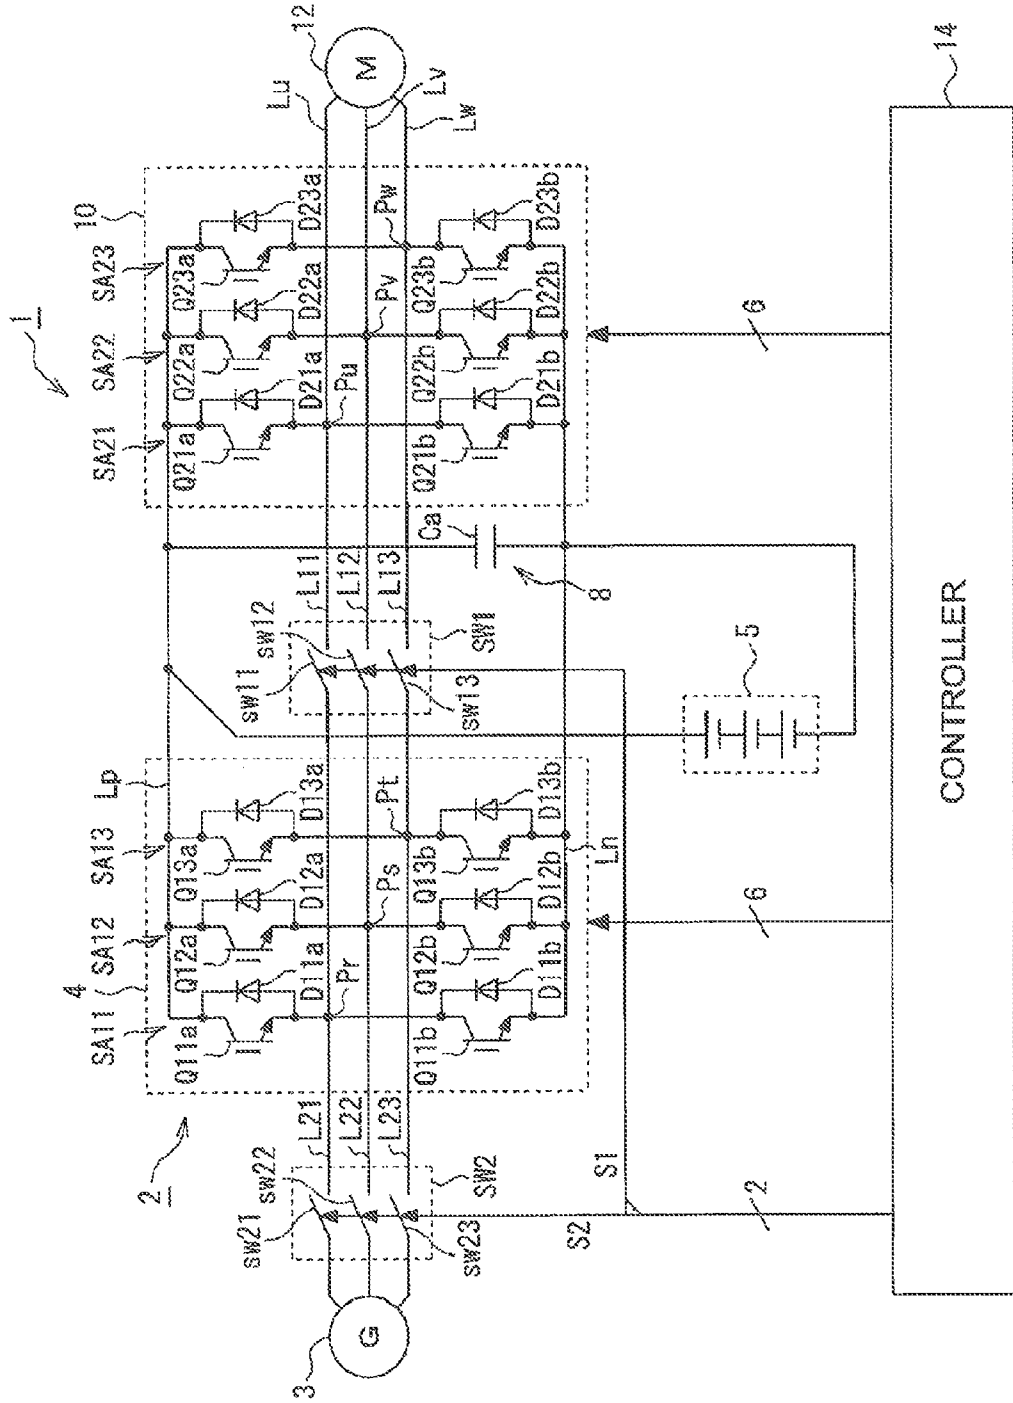 1
SA21 SA22 SA23 10
Q21a Q22a Q23a
D21a D22a D23a
Lu
12
M
Lv
Lw
Pu Pv Pw
Q21b Q22b Q23b
D21b D22b D23b
2
SA11 4 SA12 SA13 Lp
Q11a Q12a Q13a
D11a D12a D13a
Pr Ps Pt
Q11b Q12b Q13b
D11b D12b D13b
Ln
sw11
sw12
sw13
SW1
L11
L12
L13
Ca
8
3
G
sw21
sw22
sw23
SW2
L21
L22
L23
S2
S1
5
2
6
6
14
CONTROLLER